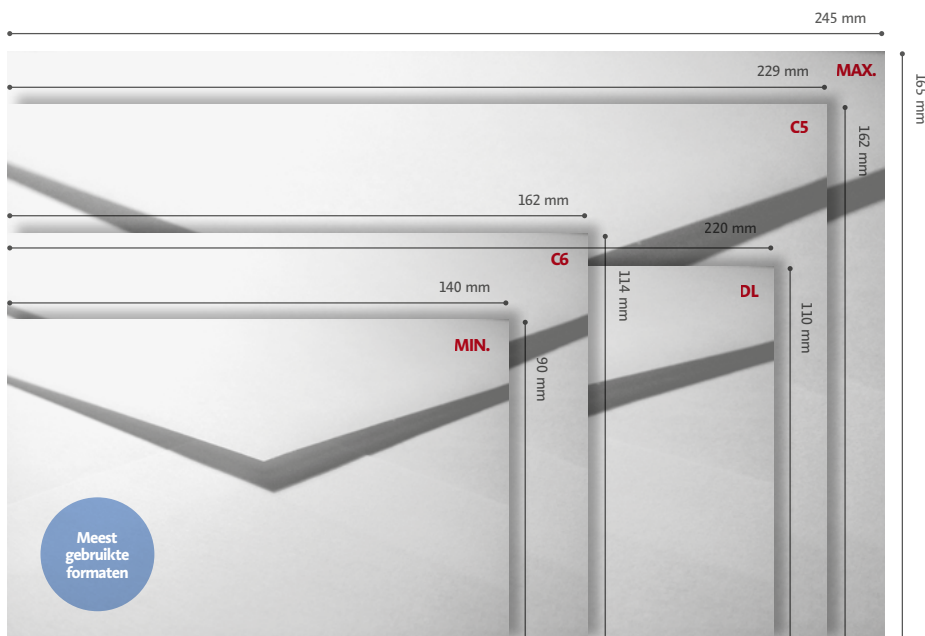 245 mm
229 mm
MAX.
165 mm
C5
162 mm
162 mm
220 mm
C6
114 mm
DL
140 mm
110 mm
MIN.
90 mm
Meest
gebruikte
formaten